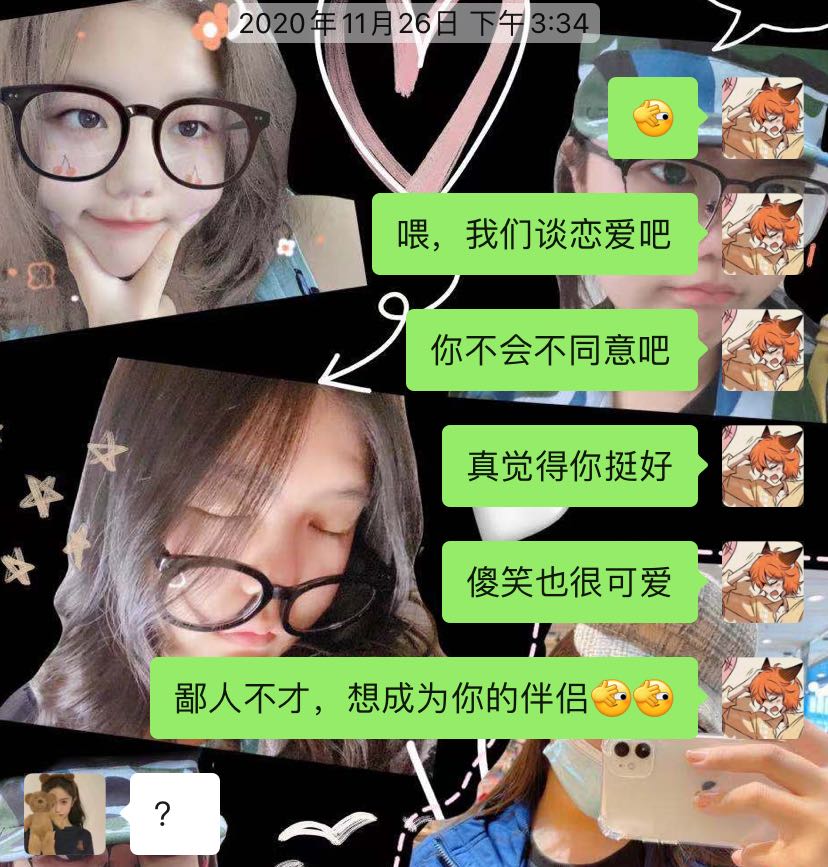 2020年11月26日 下午3:34
喂，我们谈恋爱吧
你不会不同意吧
真觉得你挺好
傻笑也很可爱
鄙人不才，想成为你的伴侣
？